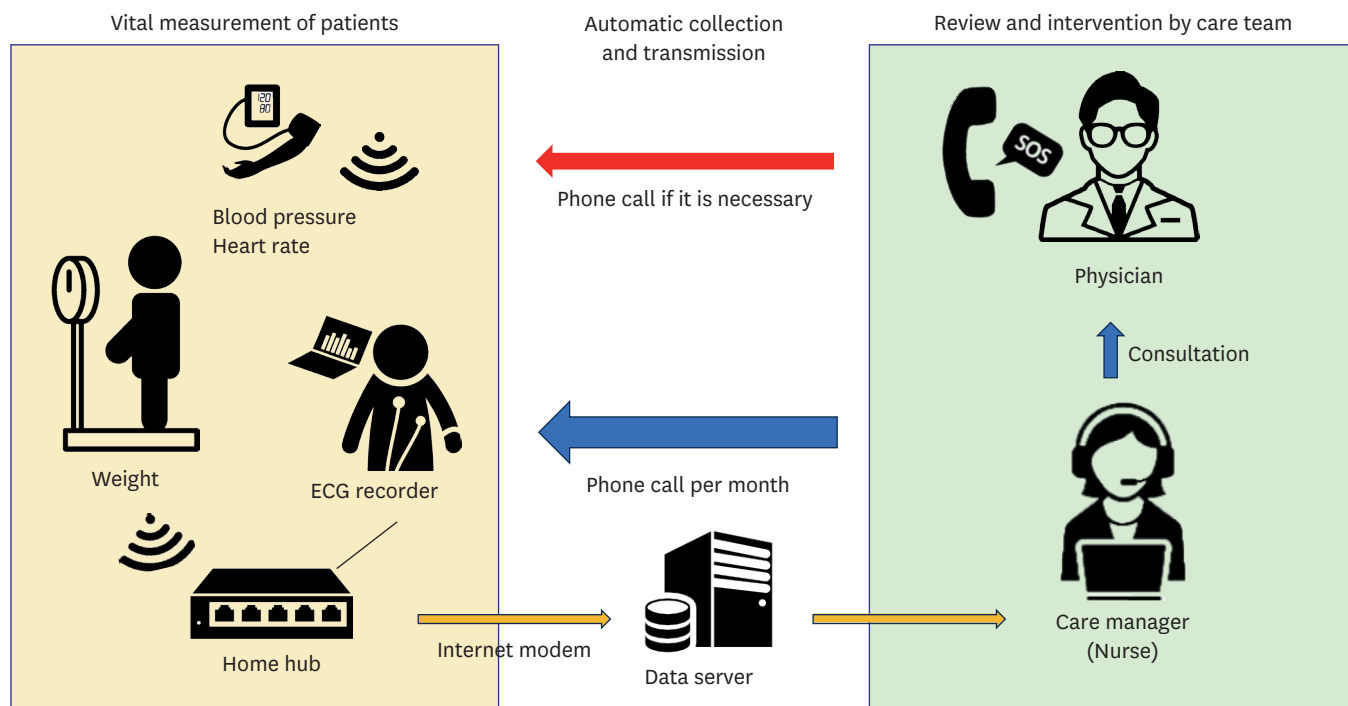 Vital measurement of patients
Automatic collection
and transmission
Review and intervention by care team
120
80
Blood pressure
Heart rate
Weight
ECG recorder
Home hub
Phone call if it is necessary
Phone call per month
Internet modem
Data server
SOS
Physician
Consultation
Care manager
(Nurse)